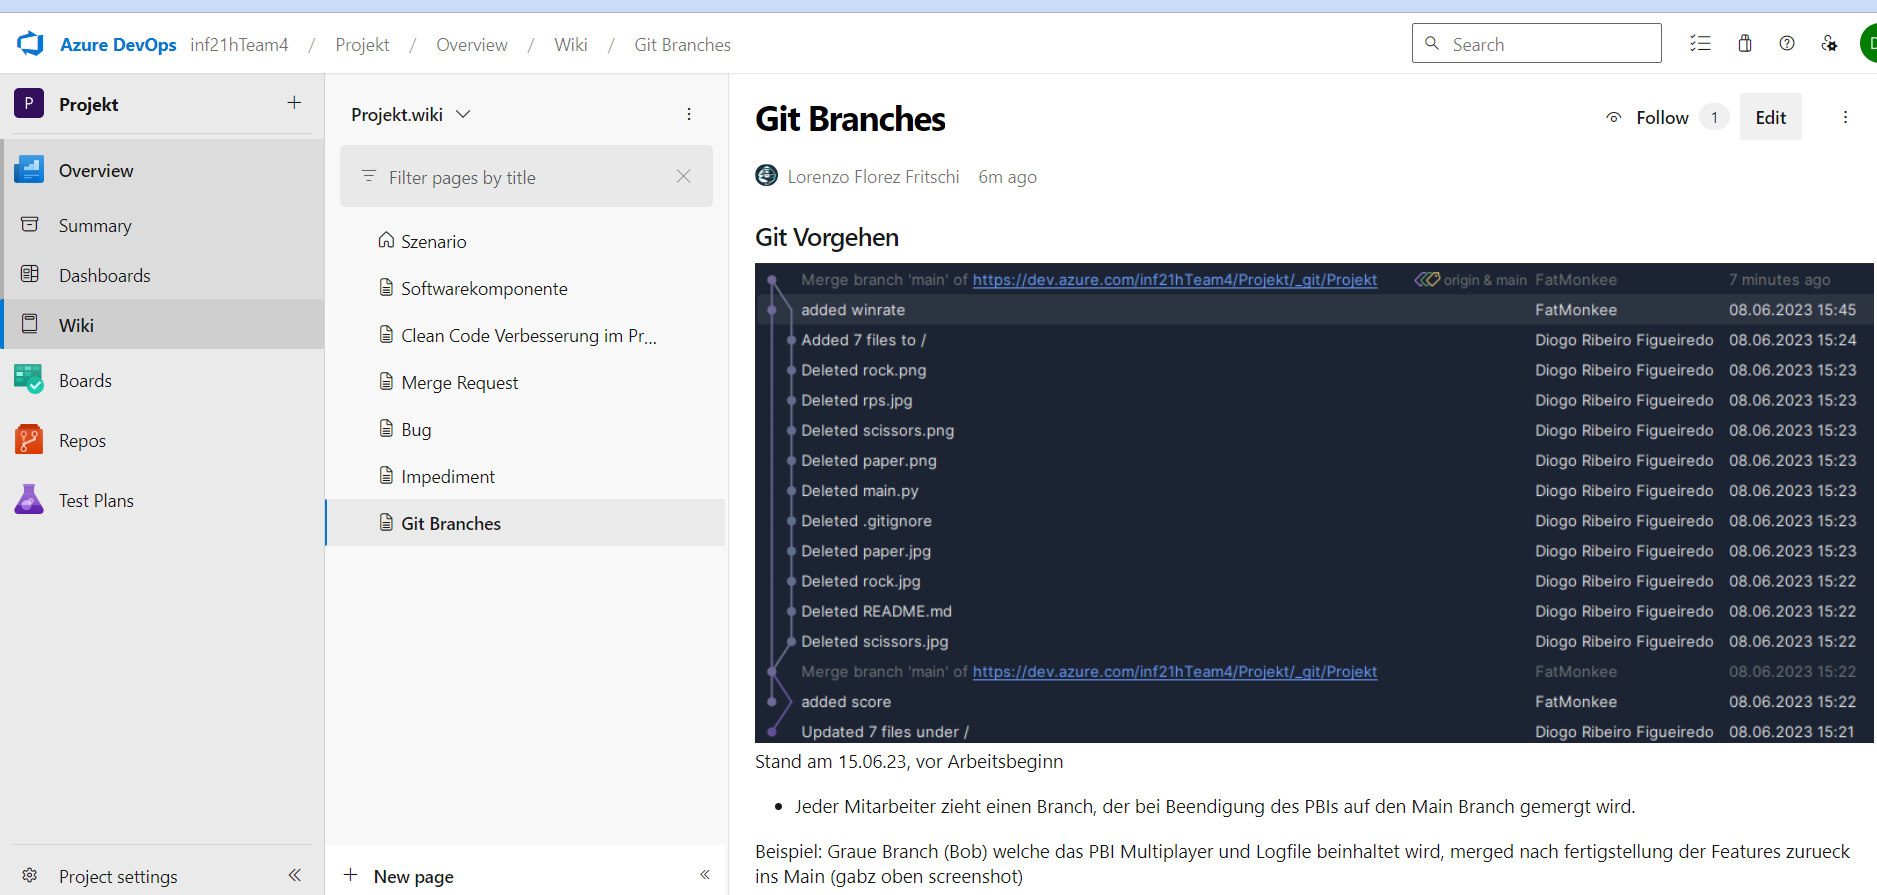 Azure DevOps inf21hTeam4 / Projekt / Overview / Wiki / Git Branches
Search
D
P Projekt
Overview
Summary
Dashboards
Wiki
Boards
Repos
Test Plans
Project settings
Projekt.wiki
Filter pages by title
Szenario
Softwarekomponente
Clean Code Verbesserung im Pr...
Merge Request
Bug
Impediment
Git Branches
New page
Git Branches
Follow 1 Edit
Lorenzo Florez Fritschi 6m ago
Git Vorgehen
Merge branch 'main' of https://dev.azure.com/inf21hTeam4/Projekt/_git/Projekt origin & main FatMonkee 7 minutes ago
added winrate FatMonkee 08.06.2023 15:45
Added 7 files to / Diogo Ribeiro Figueiredo 08.06.2023 15:24
Deleted rock.png Diogo Ribeiro Figueiredo 08.06.2023 15:23
Deleted rps.jpg Diogo Ribeiro Figueiredo 08.06.2023 15:23
Deleted scissors.png Diogo Ribeiro Figueiredo 08.06.2023 15:23
Deleted paper.png Diogo Ribeiro Figueiredo 08.06.2023 15:23
Deleted main.py Diogo Ribeiro Figueiredo 08.06.2023 15:23
Deleted .gitignore Diogo Ribeiro Figueiredo 08.06.2023 15:23
Deleted paper.jpg Diogo Ribeiro Figueiredo 08.06.2023 15:23
Deleted rock.jpg Diogo Ribeiro Figueiredo 08.06.2023 15:22
Deleted README.md Diogo Ribeiro Figueiredo 08.06.2023 15:22
Deleted scissors.jpg Diogo Ribeiro Figueiredo 08.06.2023 15:22
Merge branch 'main' of https://dev.azure.com/inf21hTeam4/Projekt/_git/Projekt FatMonkee 08.06.2023 15:22
added score FatMonkee 08.06.2023 15:22
Updated 7 files under / Diogo Ribeiro Figueiredo 08.06.2023 15:21
Stand am 15.06.23, vor Arbeitsbeginn
• Jeder Mitarbeiter zieht einen Branch, der bei Beendigung des PBIs auf den Main Branch gemergt wird.
Beispiel: Graue Branch (Bob) welche das PBI Multiplayer und Logfile beinhaltet wird, merged nach fertigstellung der Features zurueck
ins Main (gabz oben screenshot)